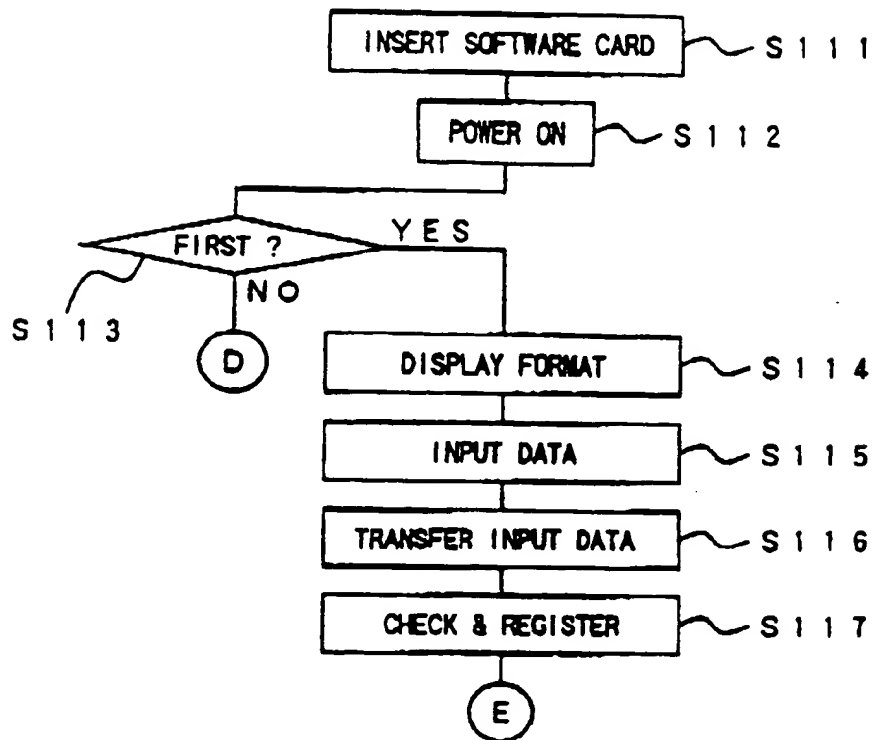 INSERT SOFTWARE CARD S111
POWER ON S112
FIRST ? YES
NO
S113
D
DISPLAY FORMAT S114
INPUT DATA S115
TRANSFER INPUT DATA S116
CHECK & REGISTER S117
E